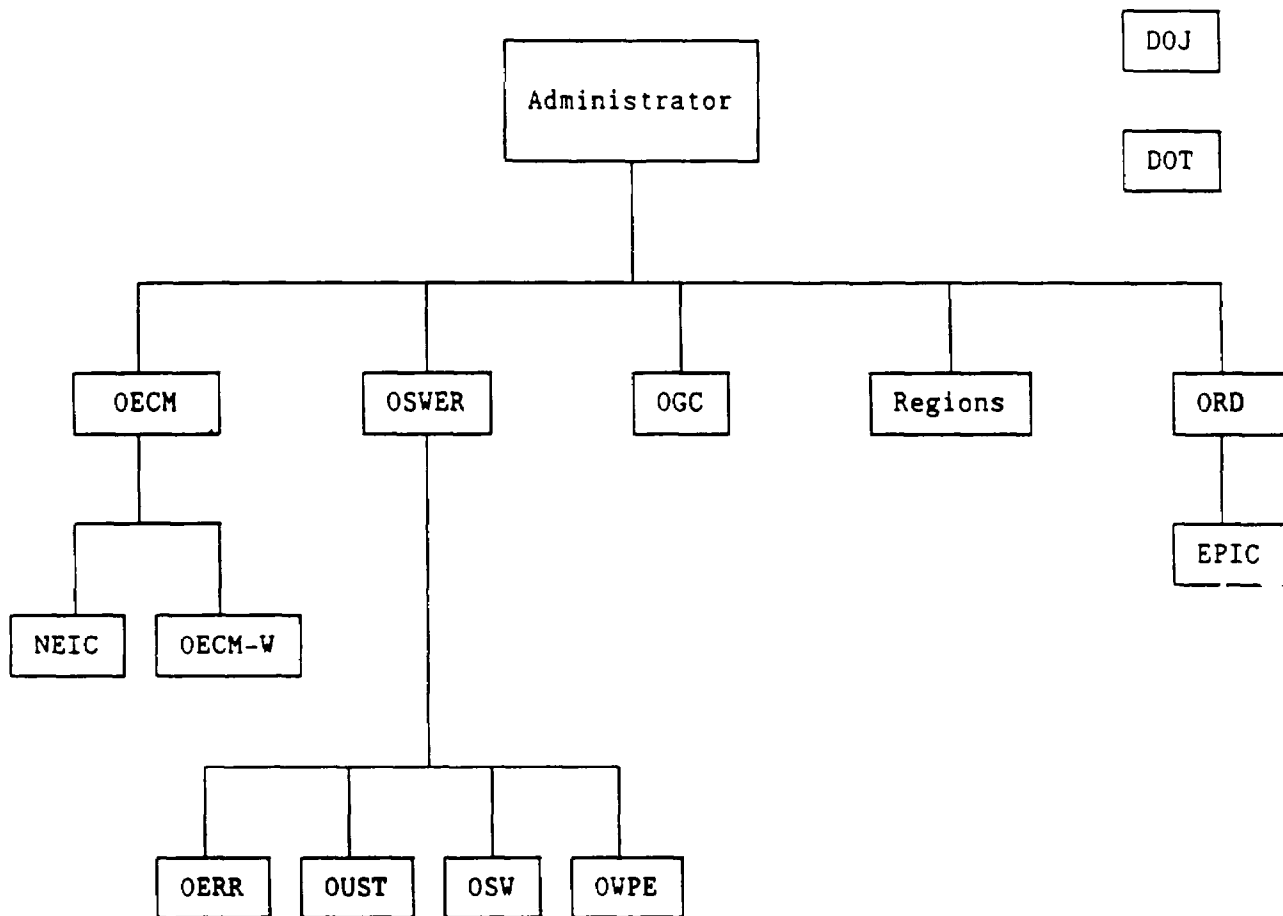 DOJ
Administrator
DOT
OECM
OSWER
OGC
Regions
ORD
EPIC
NEIC
OECM-W
OERR
OUST
OSW
OWPE